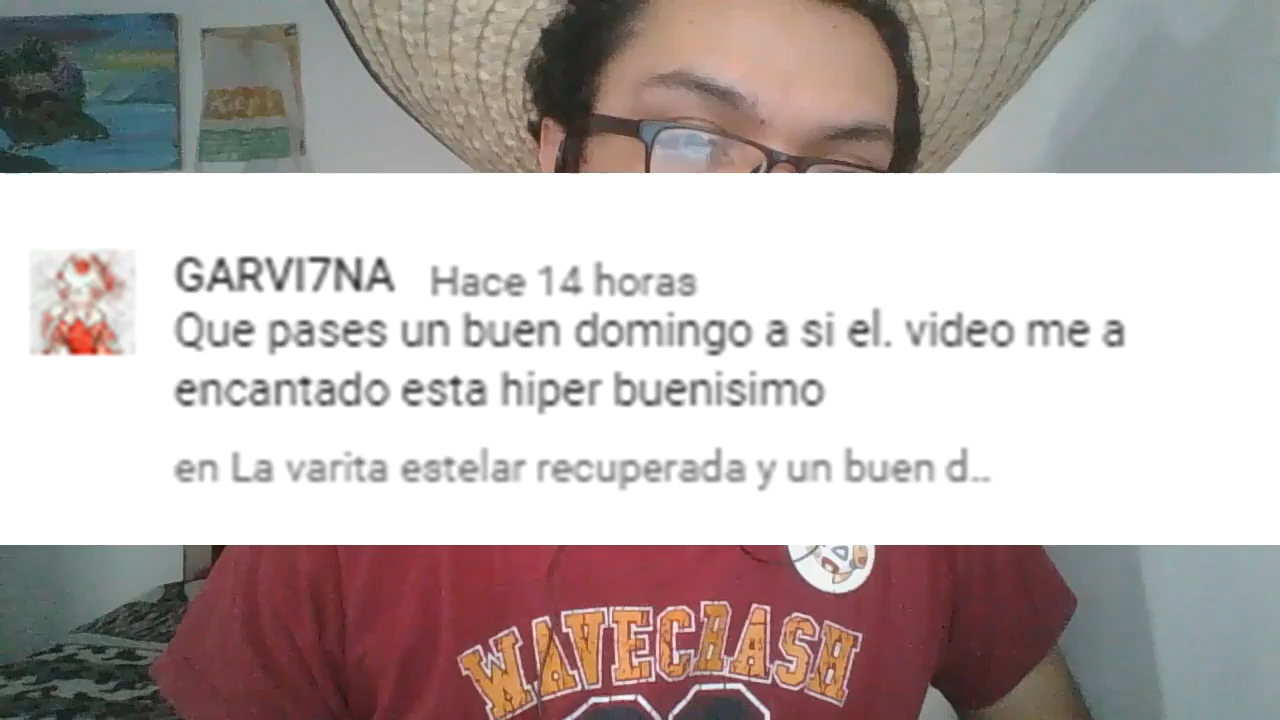 GARVI7NA Hace 14 horas
Que pases un buen domingo a si el. video me a
encantado esta hiper buenisimo
en La varita estelar recuperada y un buen d..
WAVECRASH